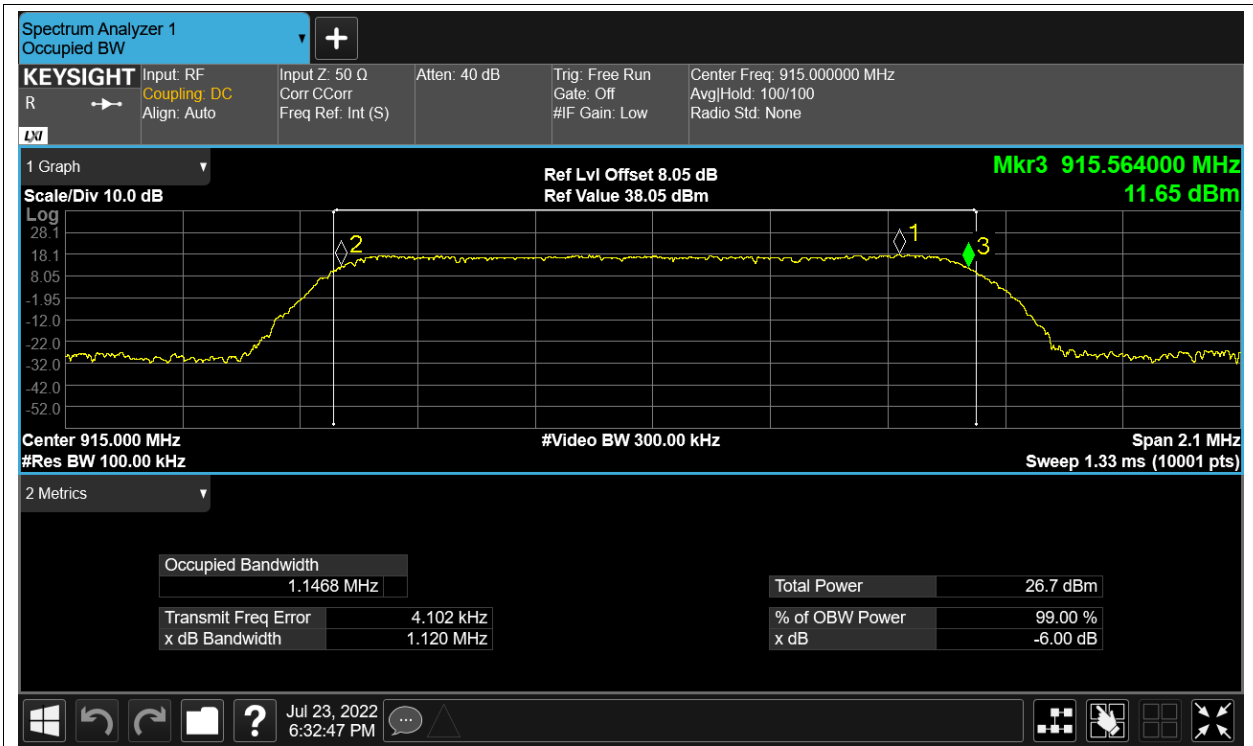 Spectrum Analyzer 1
Occupied BW
KEYSIGHT
R
LXI
Input: RF
Coupling: DC
Align: Auto
Input Z: 50 Ω
Corr CCorr
Freq Ref: Int (S)
Atten: 40 dB
Trig: Free Run
Gate: Off
#IF Gain: Low
Center Freq: 915.000000 MHz
Avg|Hold: 100/100
Radio Std: None
1 Graph
Scale/Div 10.0 dB
Ref Lvl Offset 8.05 dB
Ref Value 38.05 dBm
Mkr3 915.564000 MHz
11.65 dBm
Log
28.1
18.1
8.05
-1.95
-12.0
-22.0
-32.0
-42.0
-52.0
2
1
3
Center 915.000 MHz
#Res BW 100.00 kHz
#Video BW 300.00 kHz
Span 2.1 MHz
Sweep 1.33 ms (10001 pts)
2 Metrics
Occupied Bandwidth
1.1468 MHz
Transmit Freq Error 4.102 kHz
x dB Bandwidth 1.120 MHz
Total Power 26.7 dBm
% of OBW Power 99.00 %
x dB -6.00 dB
?
Jul 23, 2022
6:32:47 PM